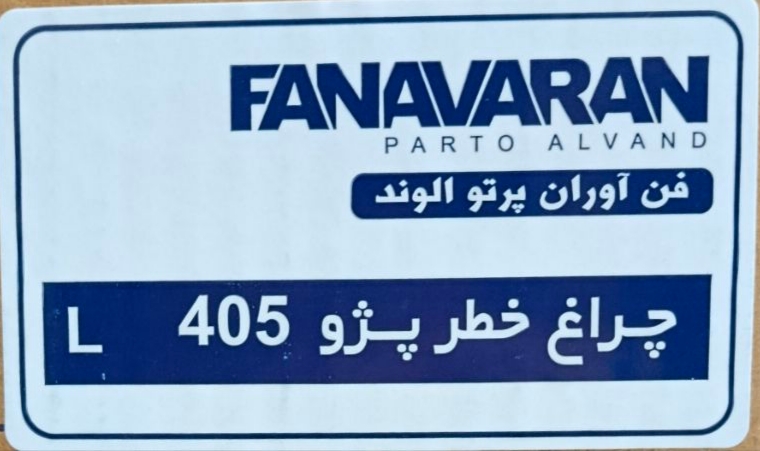 FANAVARAN
PARTO ALVAND
فن آوران پرتو الوند
چراغ خطر پژو 405 L